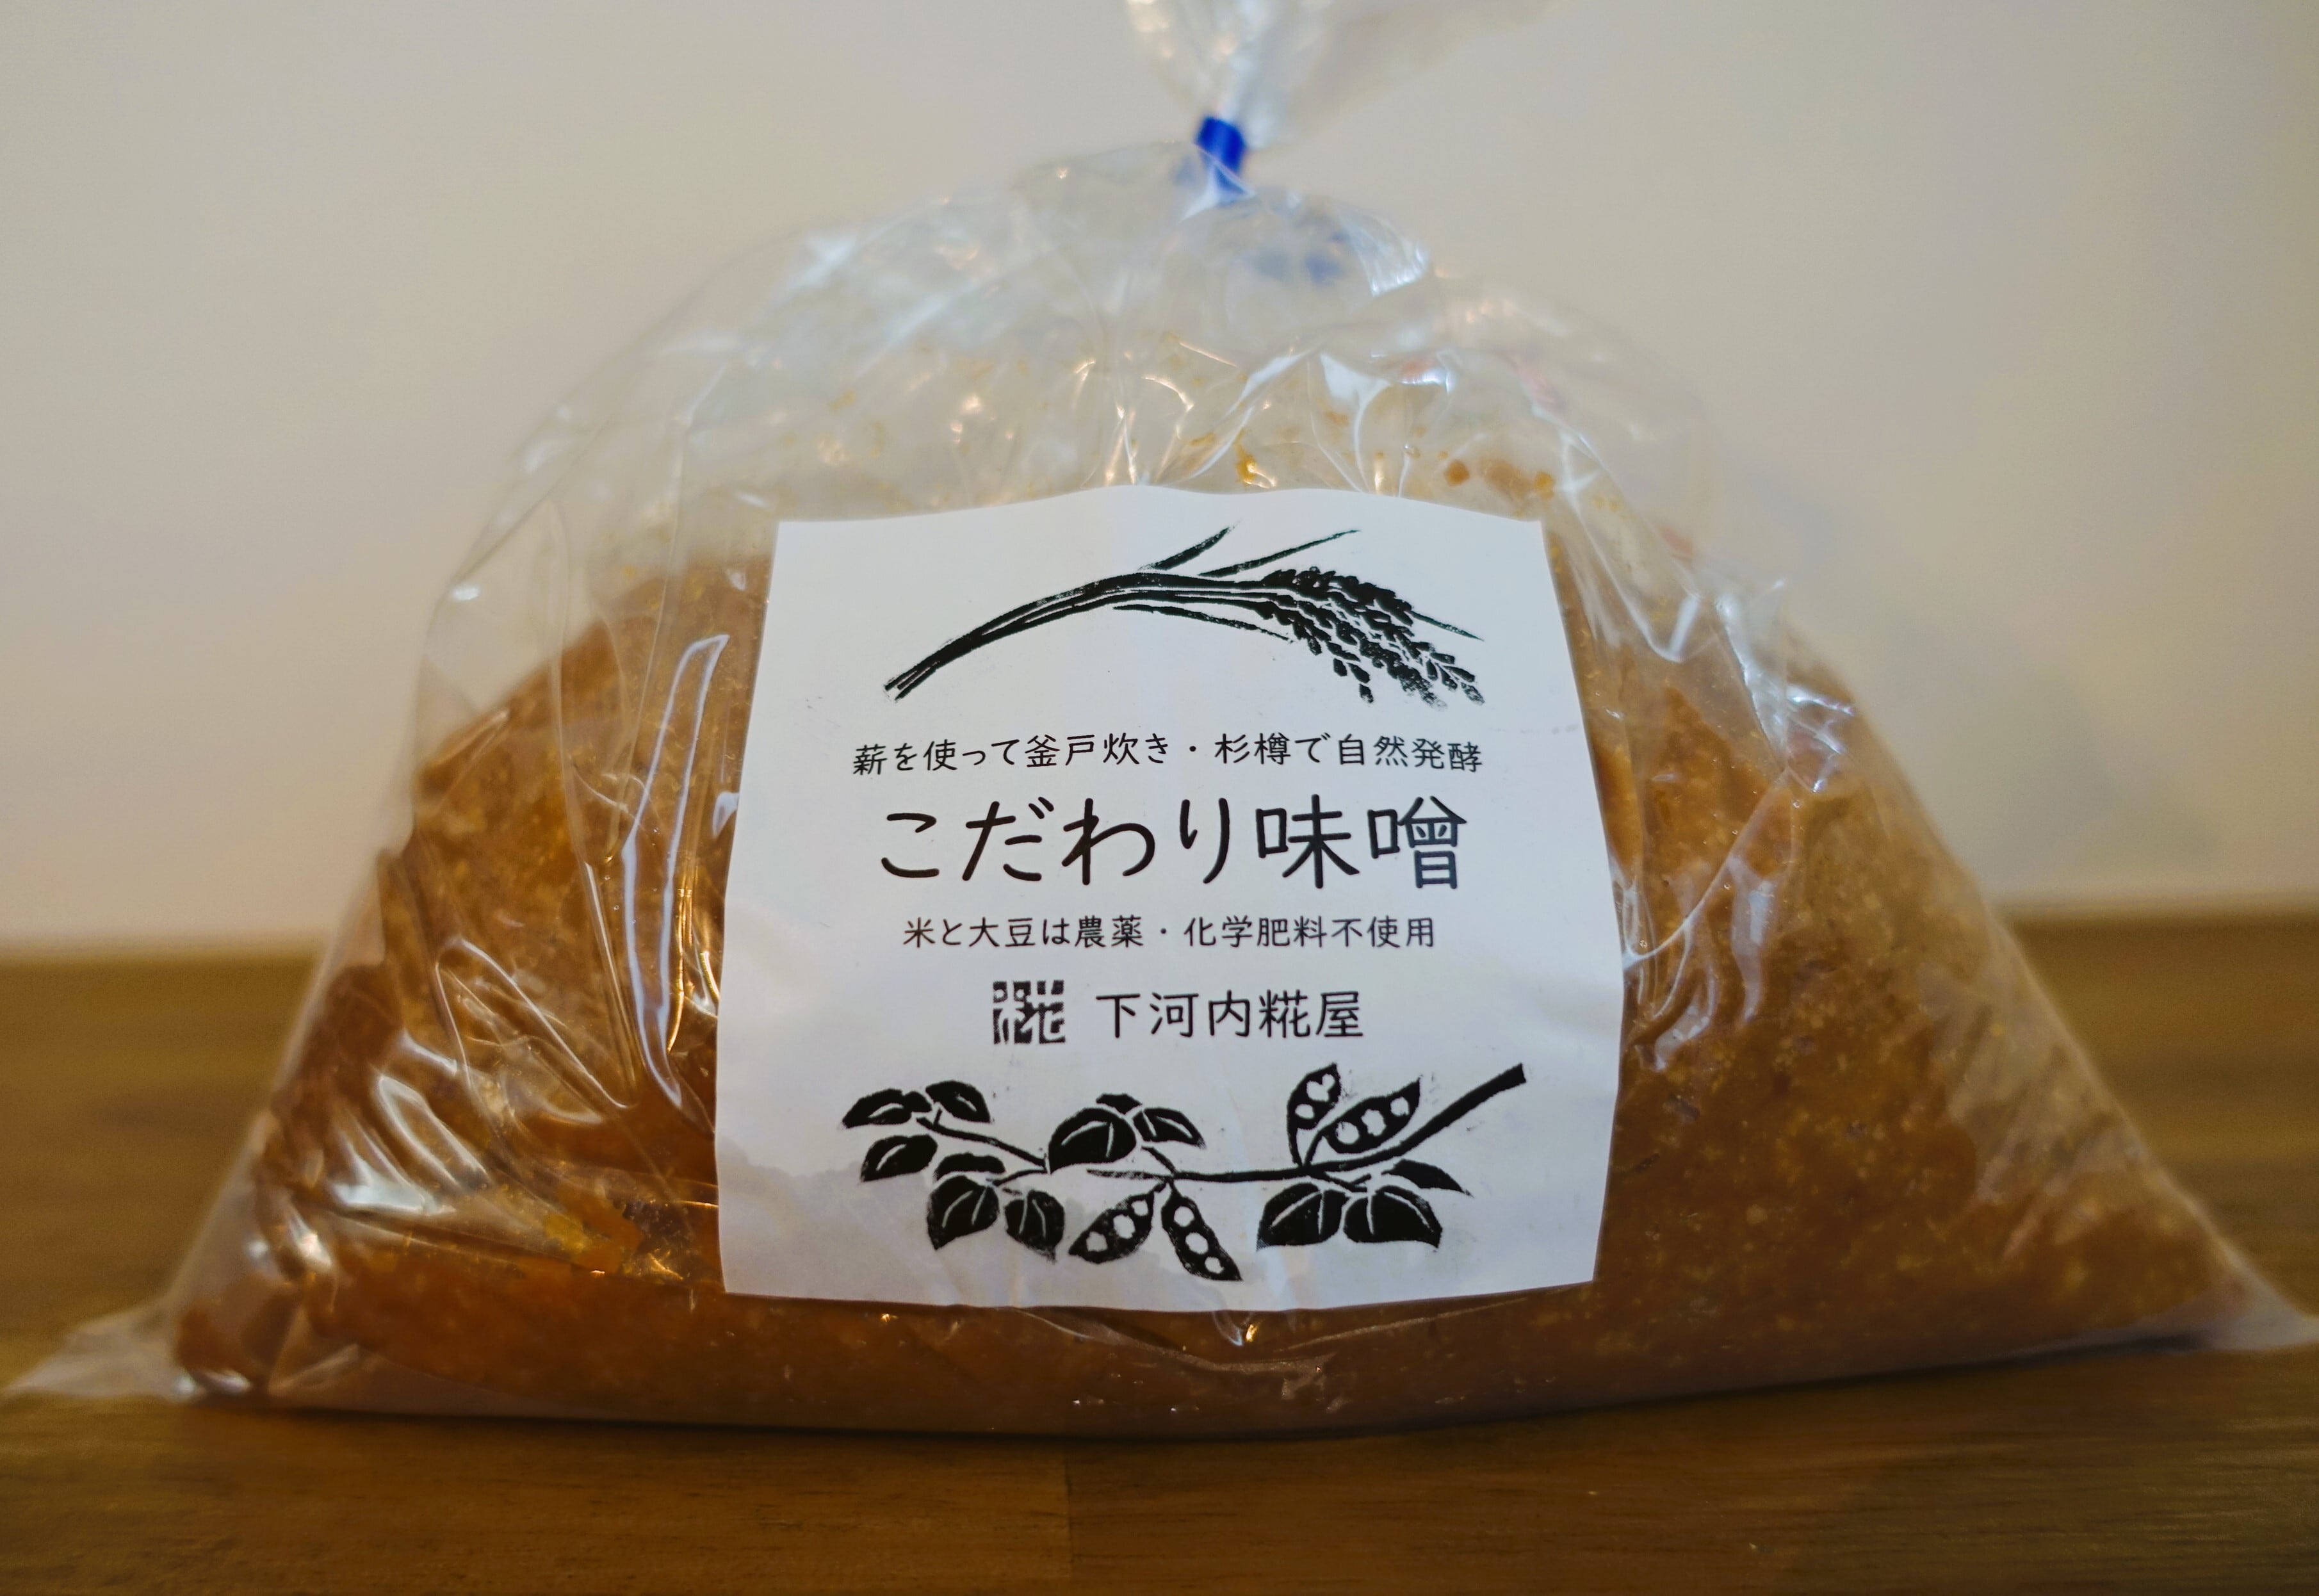 薪を使って釜戸炊き・杉樽で自然発酵
こだわり味噌
米と大豆は農薬・化学肥料不使用
下河内糀屋